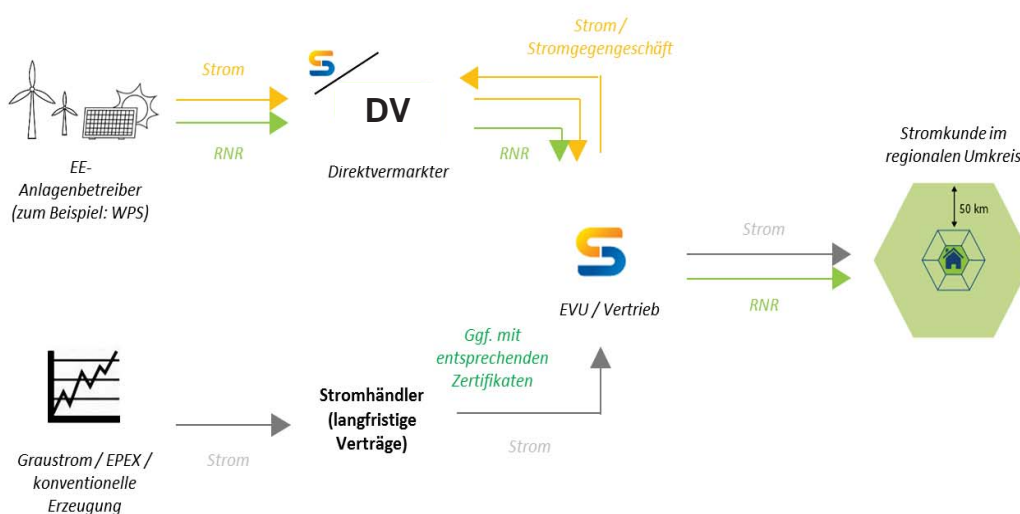 Strom /
Stromgegengeschäft
Strom
DV
RNR
RNR
EE-
Anlagenbetreiber
(zum Beispiel: WPS)
Direktvermarkter
Stromkunde im
regionalen Umkreis
50 km
Strom
RNR
EVU / Vertrieb
Ggf. mit
entsprechenden
Zertifikaten
Stromhändler
(langfristige
Verträge)
Strom
Strom
Graustrom / EPEX /
konventionelle
Erzeugung